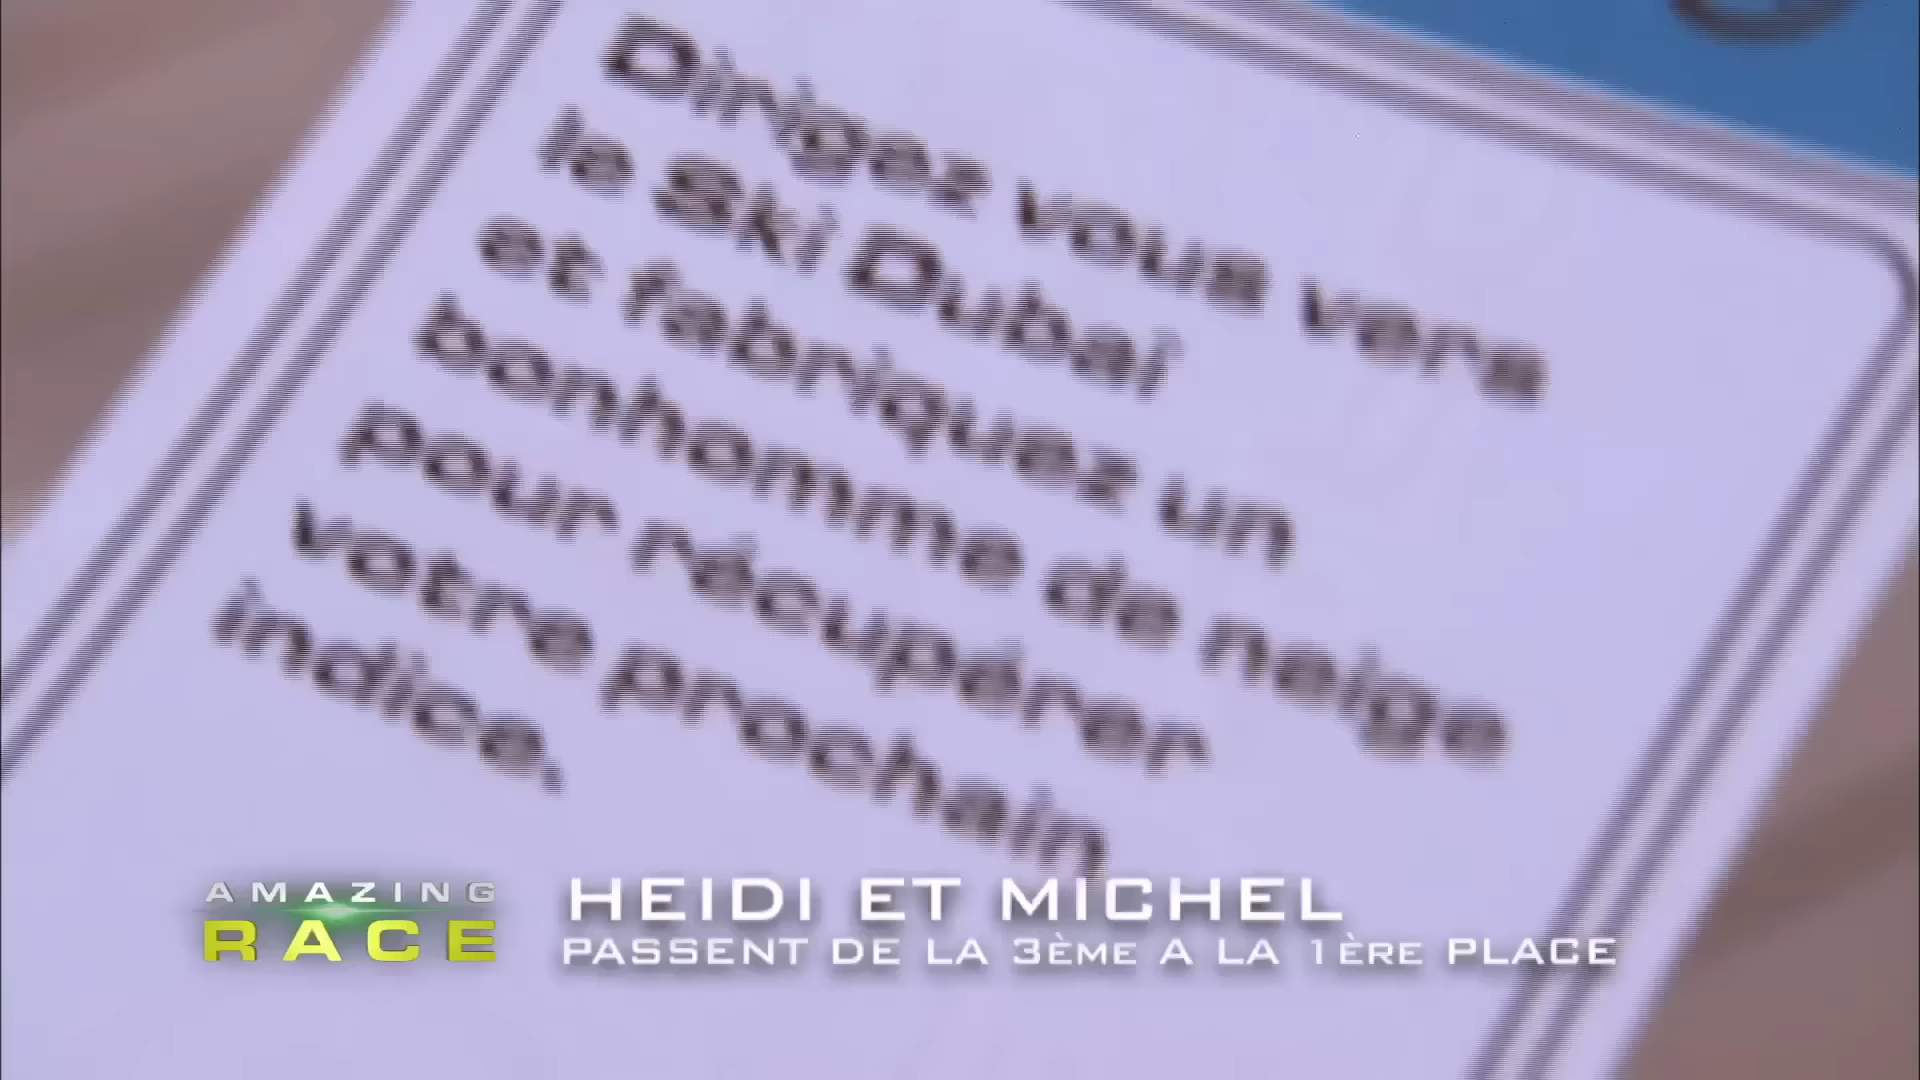 Dirigez vous vers
le Ski Dubai
et fabriquez un
bonhomme de neige
pour récupérer
votre prochain
indice.
AMAZING
RACE
HEIDI ET MICHEL
PASSENT DE LA 3ÈME A LA 1ÈRE PLACE